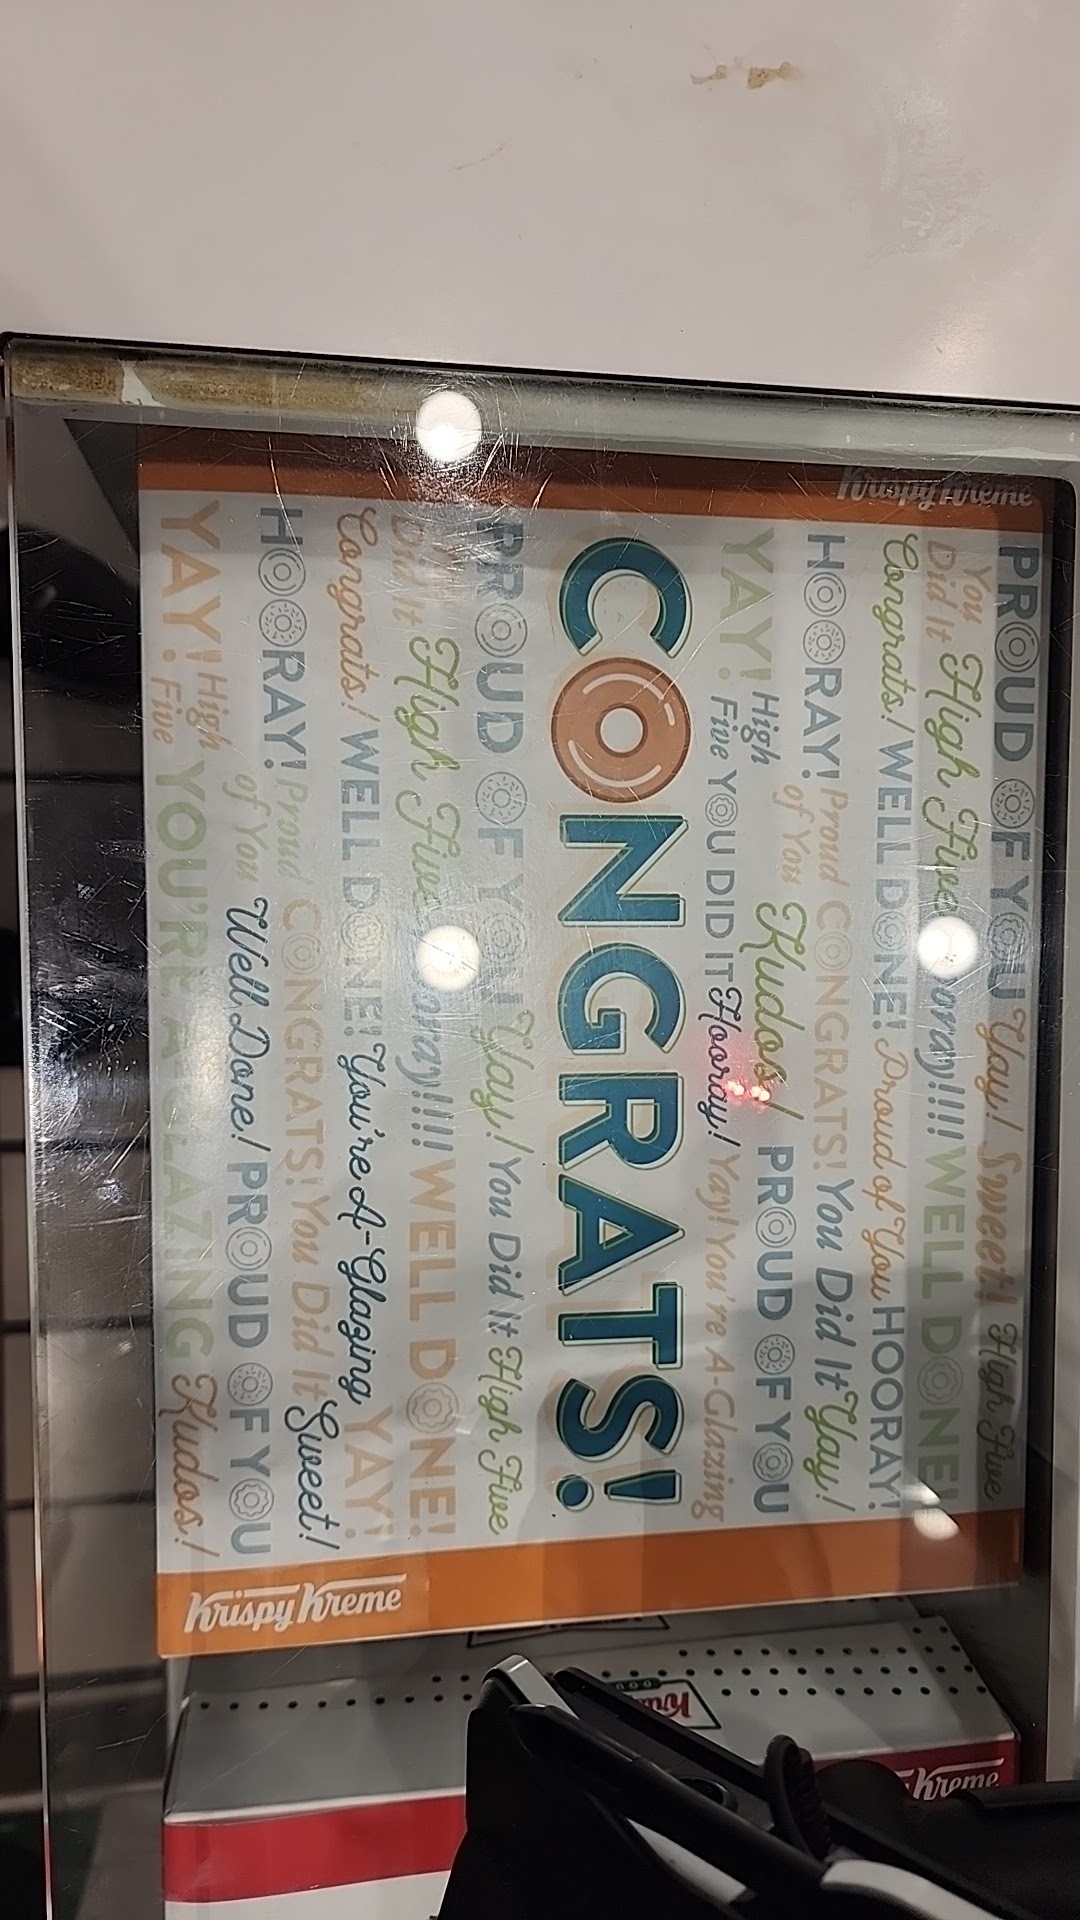 Krispy Kreme
PROUD OF YOU Yay! Sweet! High Five
You Did It High Five Hooray!!!! WELL DONE!
Congrats! WELL DONE! Proud of You HOORAY!
HOORAY! Proud of You CONGRATS! You Did It Yay!
Kudos! PROUD OF YOU
YAY! High Five YOU DID IT Hooray! Yay! You're A-Glazing
CONGRATS!
PROUD OF YOU Yay! You Did It High Five
You Did It High Five Hooray!!!! WELL DONE!
Congrats! WELL DONE! You're A-Glazing YAY!
HOORAY! Proud of You CONGRATS! You Did It Sweet!
Well Done! PROUD OF YOU
YAY! High Five YOU'RE A-GLAZING Kudos!
Krispy Kreme
Kreme